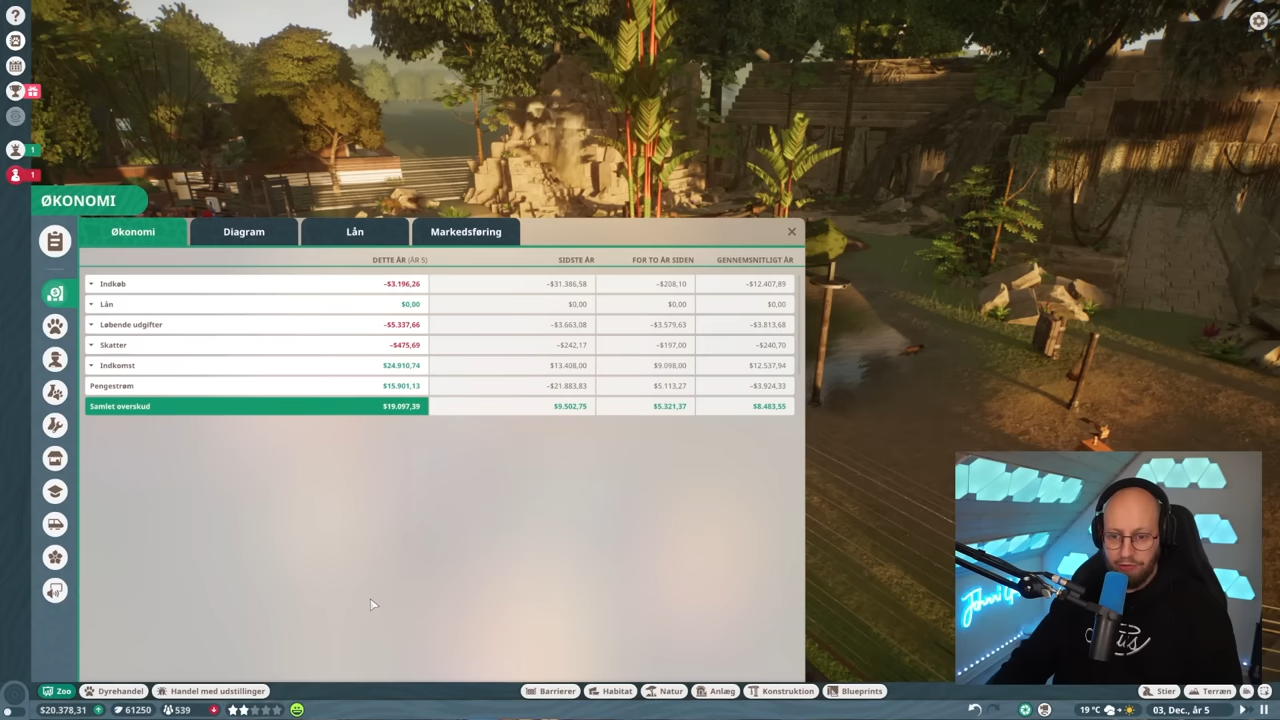 1
1
ØKONOMI
Økonomi Diagram Lån Markedsføring
DETTE ÅR (ÅR 5) SIDSTE ÅR FOR TO ÅR SIDEN GENNEMSNITLIGT ÅR
Indkøb -$3.196,26 -$31.386,58 -$208,10 -$12.407,89
Lån $0,00 $0,00 $0,00 $0,00
Løbende udgifter -$5.337,66 -$3.663,08 -$3.579,63 -$3.813,68
Skatter -$475,69 -$242,17 -$197,00 -$240,70
Indkomst $24.910,74 $13.408,00 $9.098,00 $12.537,94
Pengestrøm $15.901,13 -$21.883,83 $5.113,27 -$3.924,33
Samlet overskud $19.097,39 $9.502,75 $5.321,37 $8.483,55
Zoo Dyrehandel Handel med udstillinger Barrierer Habitat Natur Anlæg Konstruktion Blueprints Stier Terræn
$20.378,31 61250 539 19 °C 03, Dec., år 5